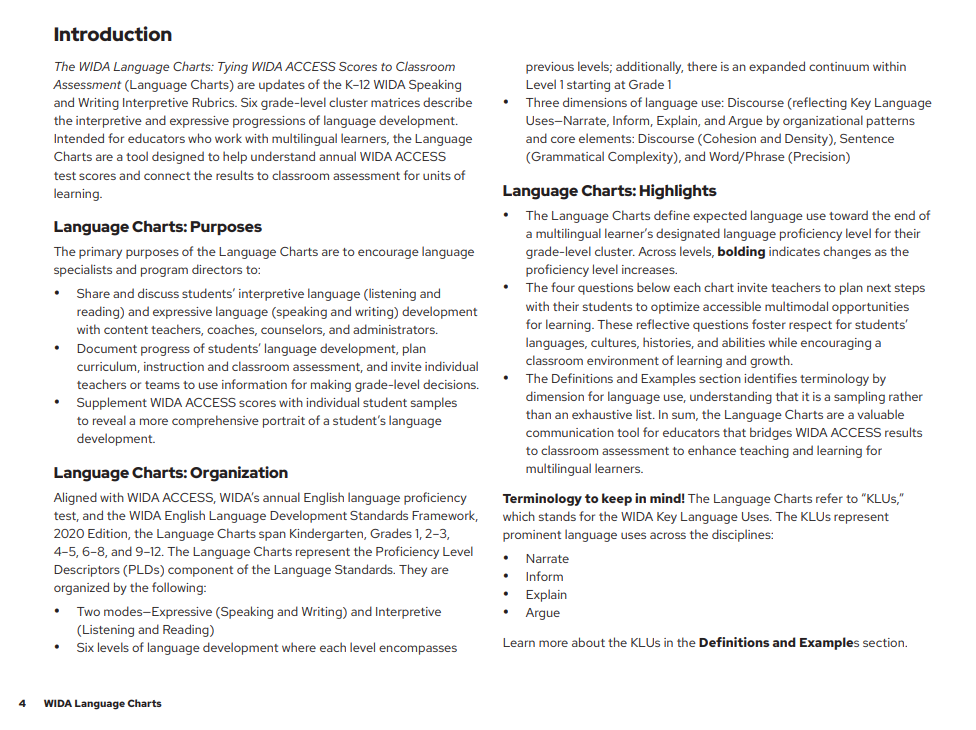 Introduction
The WIDA Language Charts: Tying WIDA ACCESS Scores to Classroom
Assessment (Language Charts) are updates of the K–12 WIDA Speaking
and Writing Interpretive Rubrics. Six grade-level cluster matrices describe
the interpretive and expressive progressions of language development.
Intended for educators who work with multilingual learners, the Language
Charts are a tool designed to help understand annual WIDA ACCESS
test scores and connect the results to classroom assessment for units of
learning.
Language Charts: Purposes
The primary purposes of the Language Charts are to encourage language
specialists and program directors to:
• Share and discuss students’ interpretive language (listening and
reading) and expressive language (speaking and writing) development
with content teachers, coaches, counselors, and administrators.
• Document progress of students’ language development, plan
curriculum, instruction and classroom assessment, and invite individual
teachers or teams to use information for making grade-level decisions.
• Supplement WIDA ACCESS scores with individual student samples
to reveal a more comprehensive portrait of a student’s language
development.
Language Charts: Organization
Aligned with WIDA ACCESS, WIDA’s annual English language proficiency
test, and the WIDA English Language Development Standards Framework,
2020 Edition, the Language Charts span Kindergarten, Grades 1, 2–3,
4–5, 6–8, and 9–12. The Language Charts represent the Proficiency Level
Descriptors (PLDs) component of the Language Standards. They are
organized by the following:
• Two modes—Expressive (Speaking and Writing) and Interpretive
(Listening and Reading)
• Six levels of language development where each level encompasses
previous levels; additionally, there is an expanded continuum within
Level 1 starting at Grade 1
• Three dimensions of language use: Discourse (reflecting Key Language
Uses—Narrate, Inform, Explain, and Argue by organizational patterns
and core elements: Discourse (Cohesion and Density), Sentence
(Grammatical Complexity), and Word/Phrase (Precision)
Language Charts: Highlights
• The Language Charts define expected language use toward the end of
a multilingual learner’s designated language proficiency level for their
grade-level cluster. Across levels, bolding indicates changes as the
proficiency level increases.
• The four questions below each chart invite teachers to plan next steps
with their students to optimize accessible multimodal opportunities
for learning. These reflective questions foster respect for students’
languages, cultures, histories, and abilities while encouraging a
classroom environment of learning and growth.
• The Definitions and Examples section identifies terminology by
dimension for language use, understanding that it is a sampling rather
than an exhaustive list. In sum, the Language Charts are a valuable
communication tool for educators that bridges WIDA ACCESS results
to classroom assessment to enhance teaching and learning for
multilingual learners.
Terminology to keep in mind! The Language Charts refer to “KLUs,”
which stands for the WIDA Key Language Uses. The KLUs represent
prominent language uses across the disciplines:
• Narrate
• Inform
• Explain
• Argue
Learn more about the KLUs in the Definitions and Examples section.
4 WIDA Language Charts